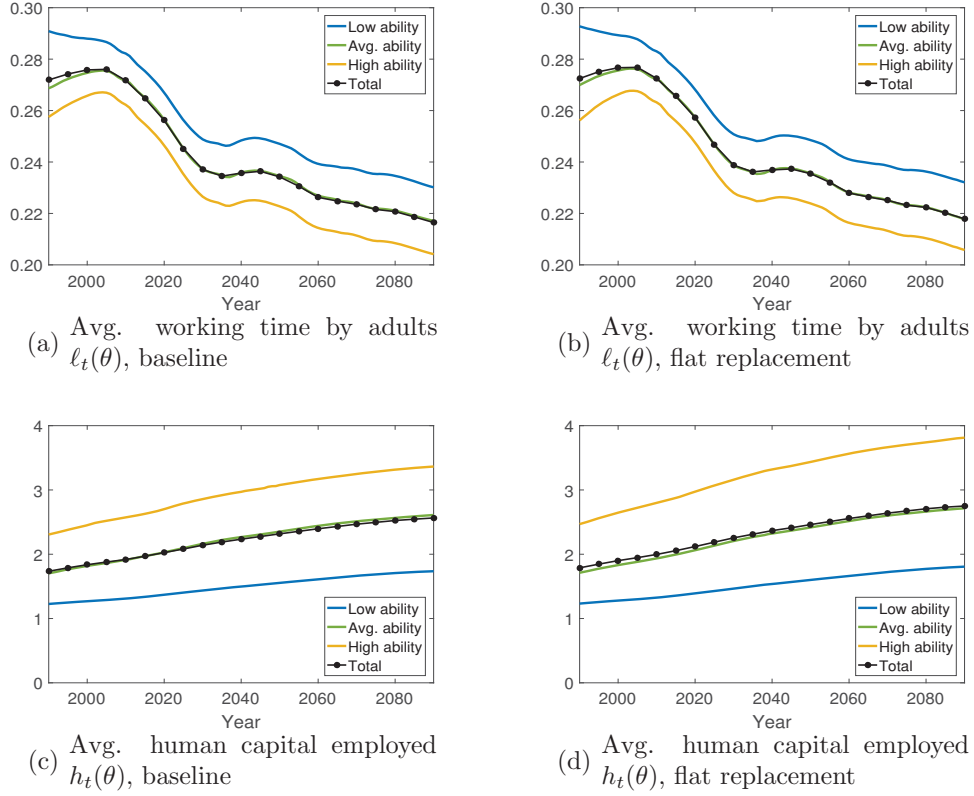 0.30
0.28
0.26
0.24
0.22
0.20
2000 2020 2040 2060 2080
Year
Low ability
Avg. ability
High ability
Total
(a) Avg. working time by adults
ℓt(θ), baseline
0.30
0.28
0.26
0.24
0.22
0.20
2000 2020 2040 2060 2080
Year
Low ability
Avg. ability
High ability
Total
(b) Avg. working time by adults
ℓt(θ), flat replacement
4
3
2
1
0
2000 2020 2040 2060 2080
Year
Low ability
Avg. ability
High ability
Total
(c) Avg. human capital employed
ht(θ), baseline
4
3
2
1
0
2000 2020 2040 2060 2080
Year
Low ability
Avg. ability
High ability
Total
(d) Avg. human capital employed
ht(θ), flat replacement